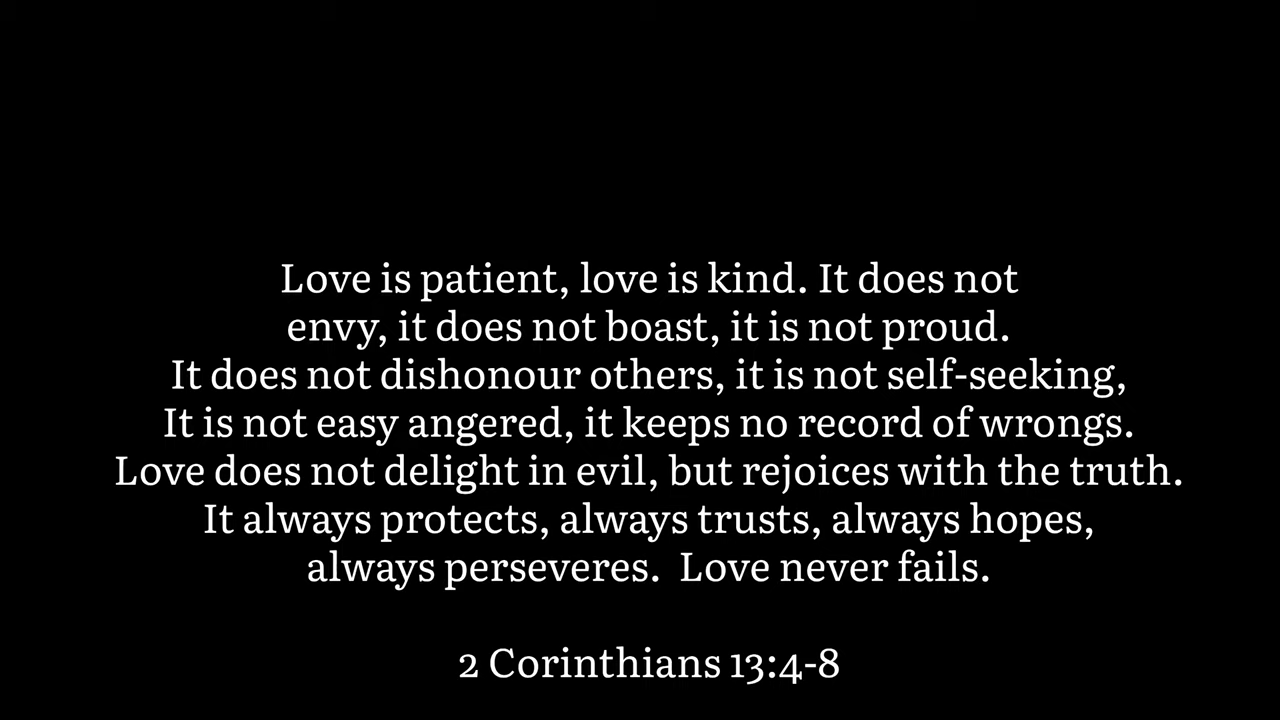 Love is patient, love is kind. It does not
envy, it does not boast, it is not proud.
It does not dishonour others, it is not self-seeking,
It is not easy angered, it keeps no record of wrongs.
Love does not delight in evil, but rejoices with the truth.
It always protects, always trusts, always hopes,
always perseveres.  Love never fails.
2 Corinthians 13:4-8